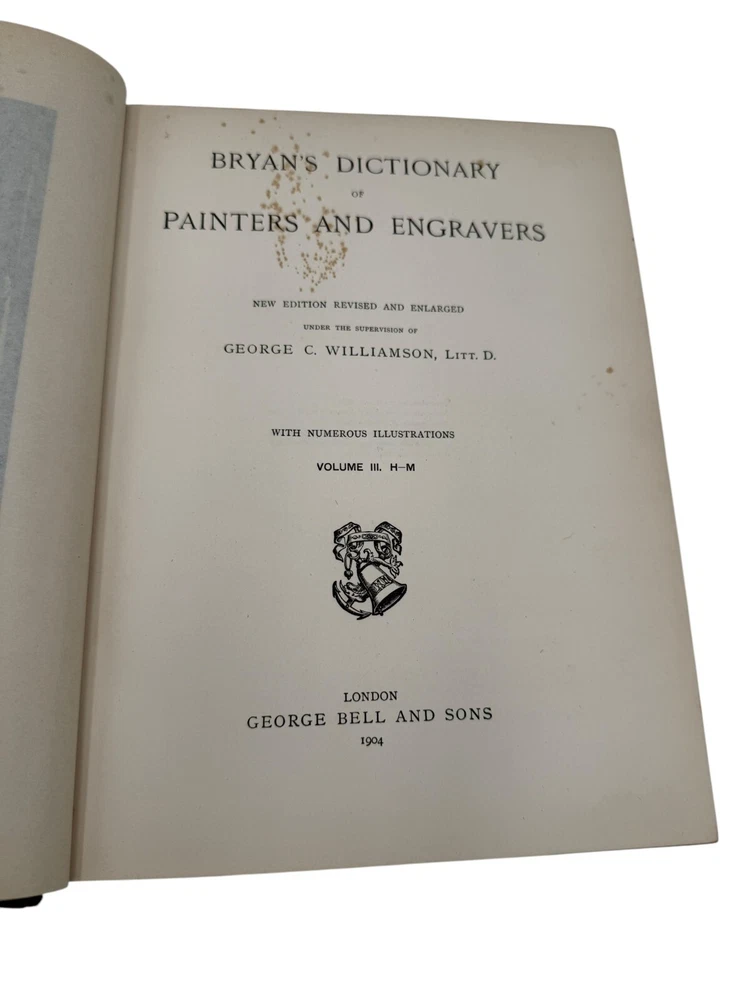 BRYAN'S DICTIONARY
OF
PAINTERS AND ENGRAVERS
NEW EDITION REVISED AND ENLARGED
UNDER THE SUPERVISION OF
GEORGE C. WILLIAMSON, LITT. D.
WITH NUMEROUS ILLUSTRATIONS
VOLUME III. H–M
LONDON
GEORGE BELL AND SONS
1904